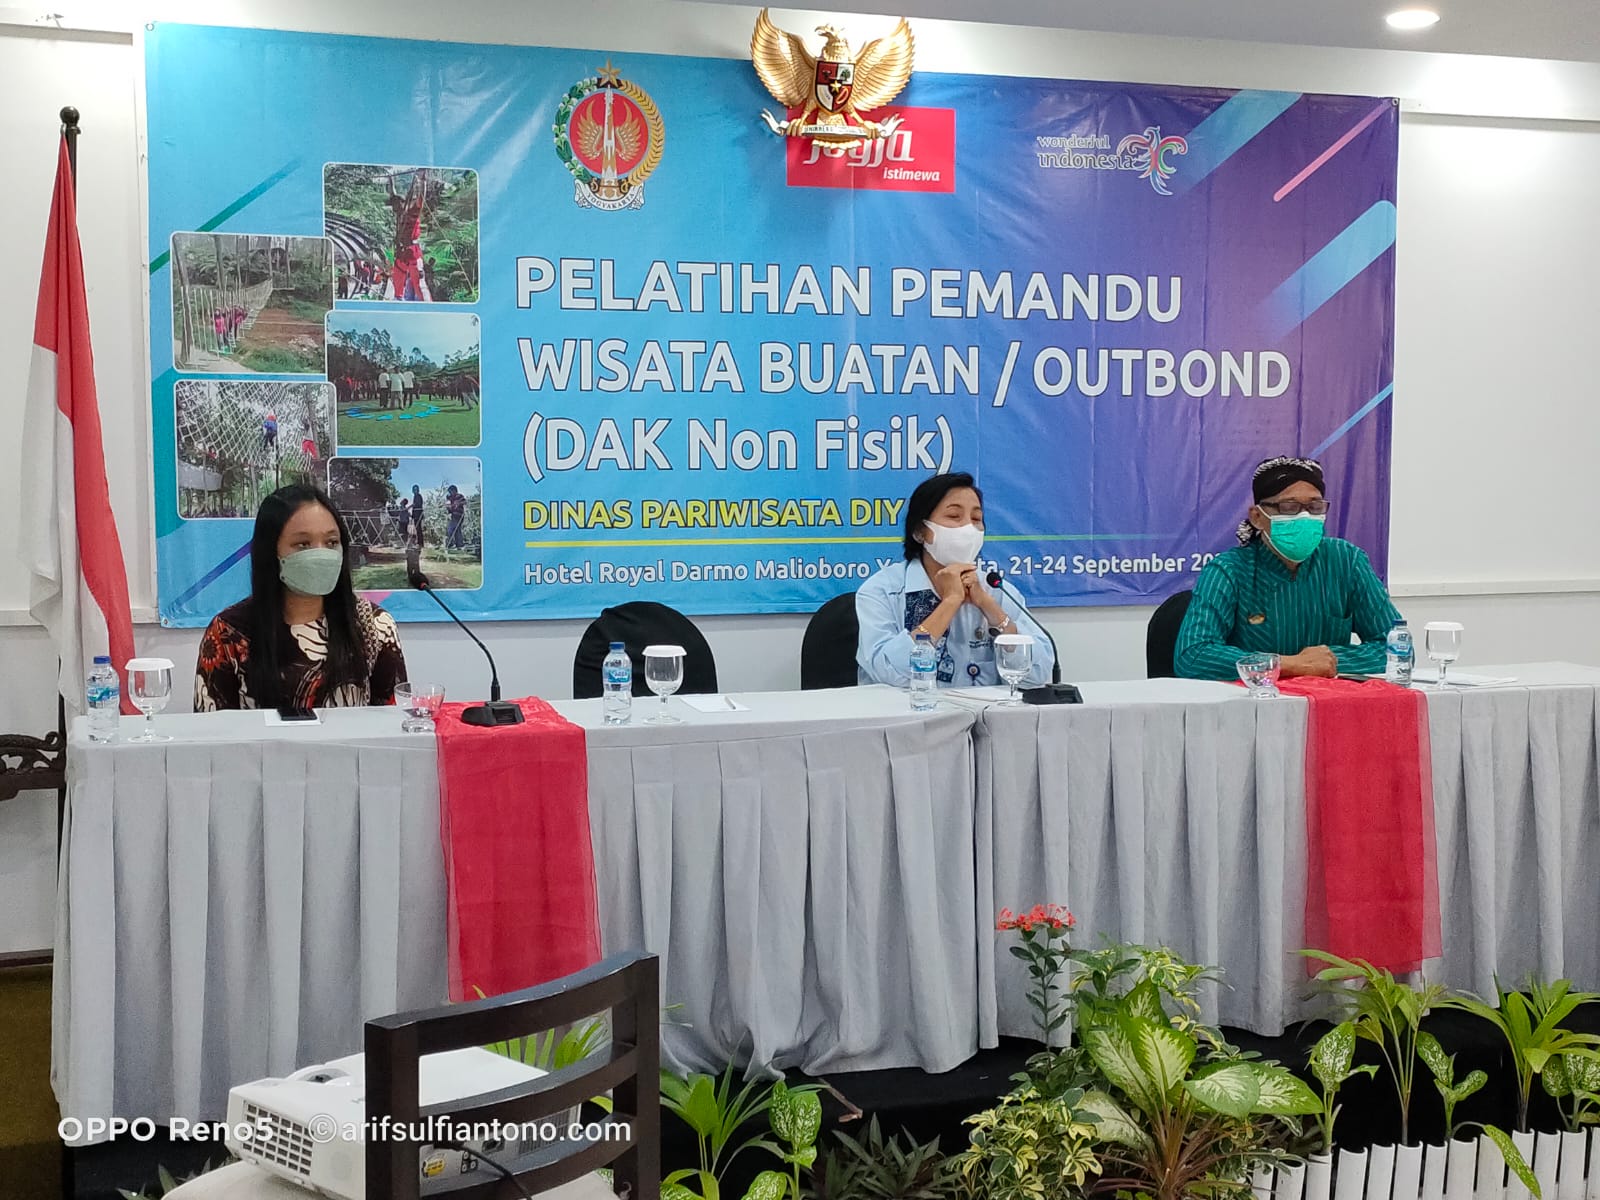 YOGYAKARTA
jogja
istimewa
wonderful
indonesia
PELATIHAN PEMANDU
WISATA BUATAN / OUTBOND
(DAK Non Fisik)
DINAS PARIWISATA DIY
Hotel Royal Darmo Malioboro 21-24 September
OPPO Reno5 · © arifsulfiantono.com